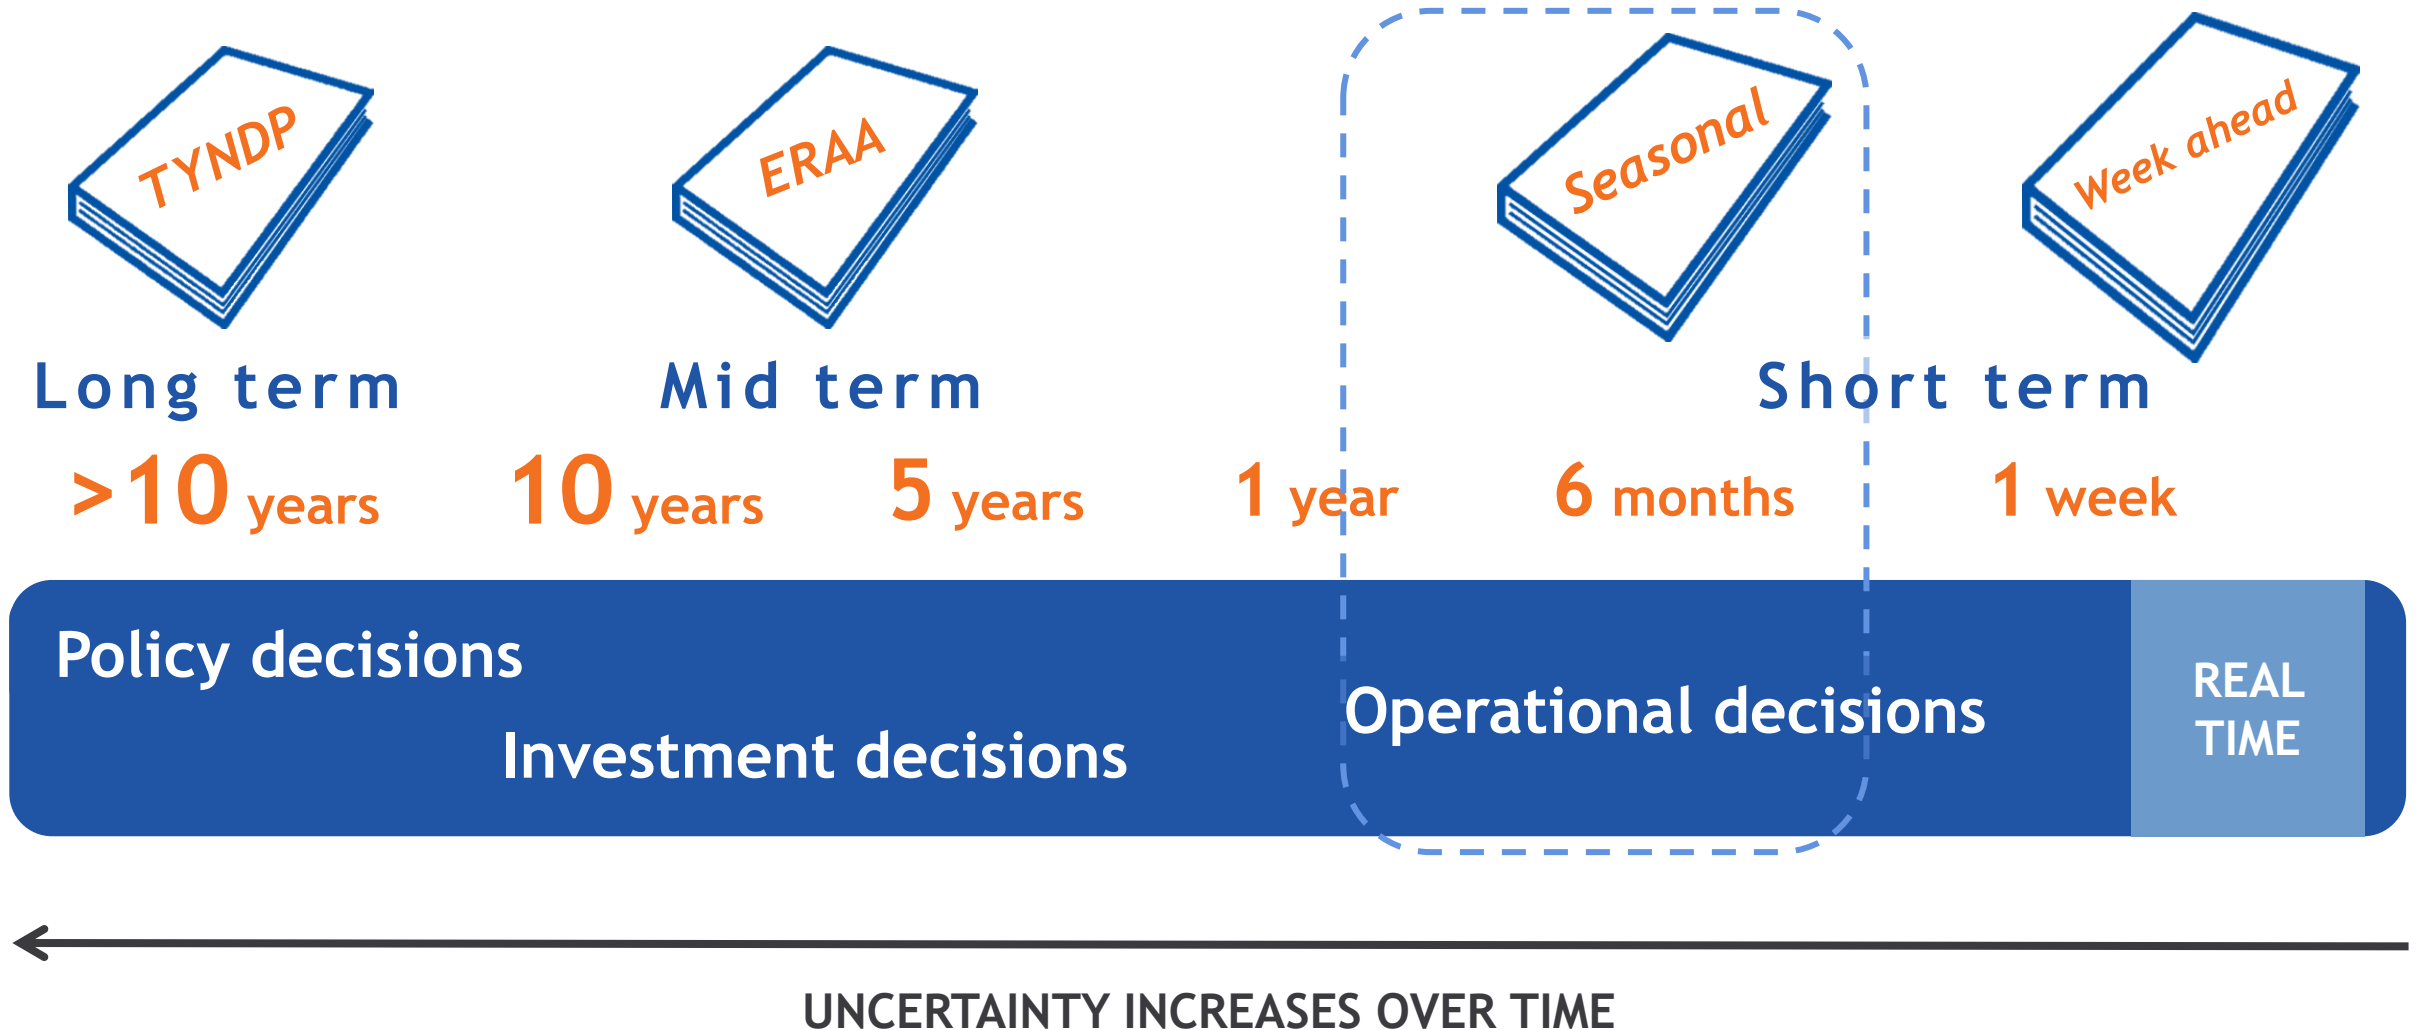 TYNDP
ERAA
Seasonal
Week ahead
Long term
Mid term
Short term
>10 years
10 years
5 years
1 year
6 months
1 week
Policy decisions
Investment decisions
Operational decisions
REAL
TIME
UNCERTAINTY INCREASES OVER TIME